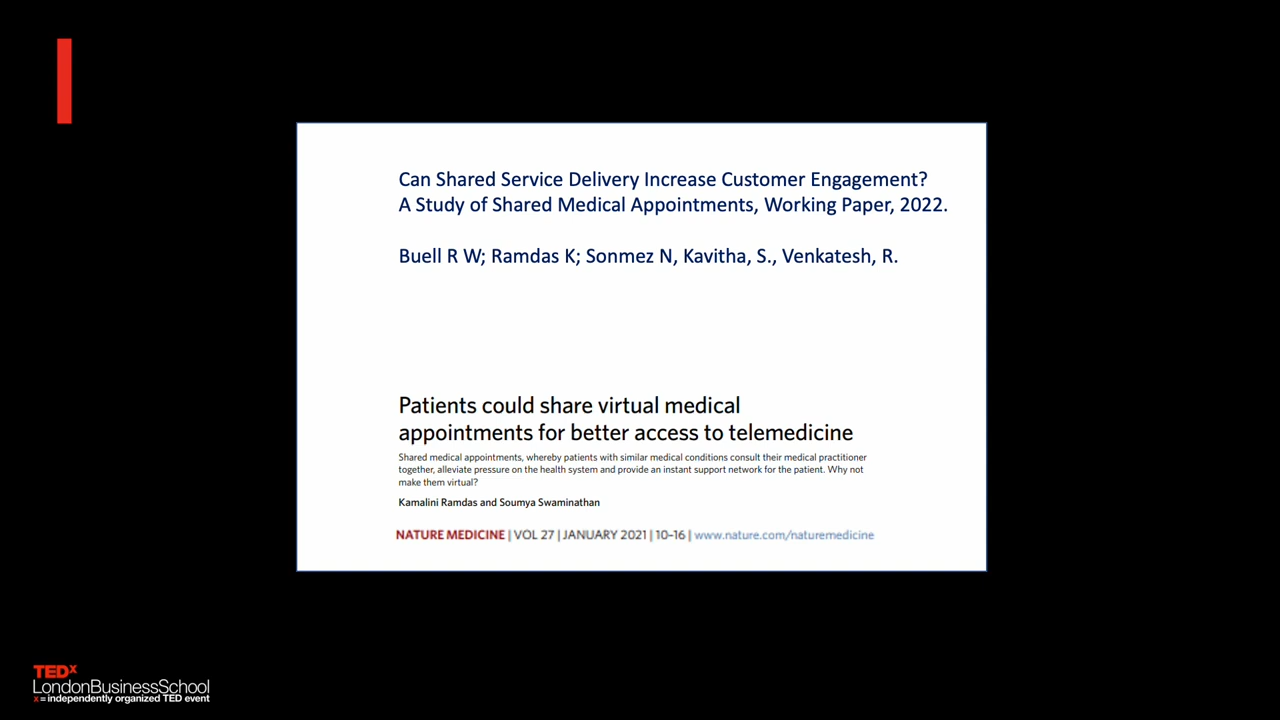 Can Shared Service Delivery Increase Customer Engagement?
A Study of Shared Medical Appointments, Working Paper, 2022.
Buell R W; Ramdas K; Sonmez N, Kavitha, S., Venkatesh, R.
Patients could share virtual medical
appointments for better access to telemedicine
Shared medical appointments, whereby patients with similar medical conditions consult their medical practitioner
together, alleviate pressure on the health system and provide an instant support network for the patient. Why not
make them virtual?
Kamalini Ramdas and Soumya Swaminathan
NATURE MEDICINE | VOL 27 | JANUARY 2021 | 10–16 | www.nature.com/naturemedicine
TEDx
LondonBusinessSchool
x = independently organized TED event